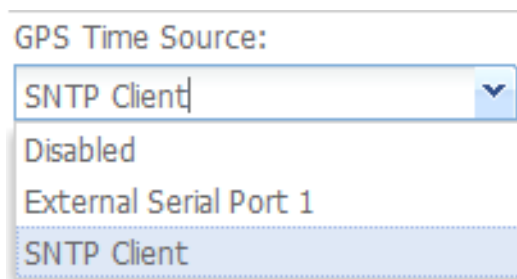 GPS Time Source:
SNTP Client
Disabled
External Serial Port 1
SNTP Client